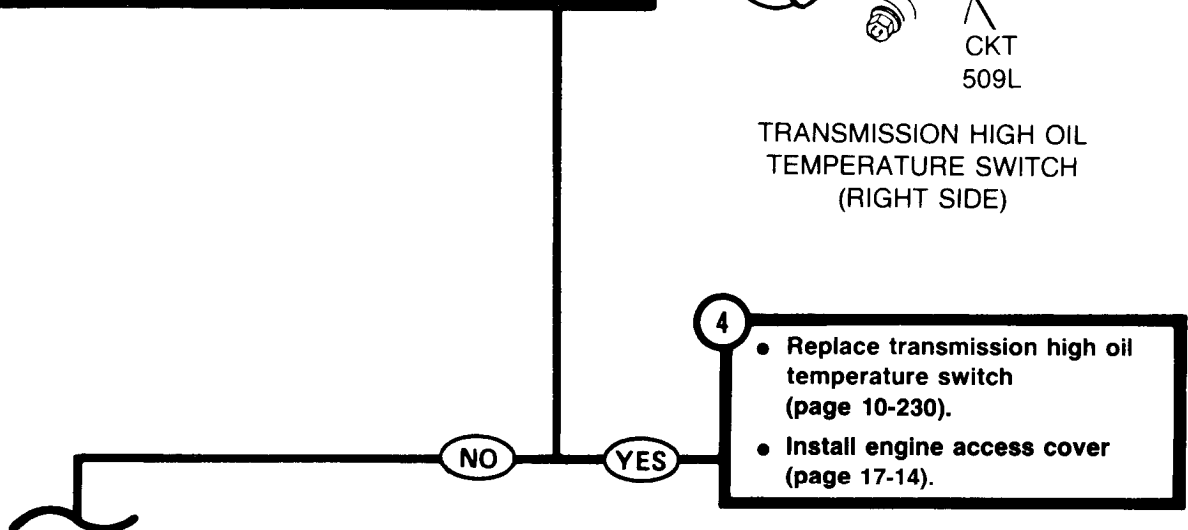 CKT
509L
TRANSMISSION HIGH OIL
TEMPERATURE SWITCH
(RIGHT SIDE)
4
● Replace transmission high oil
temperature switch
(page 10-230).
● Install engine access cover
(page 17-14).
NO
YES